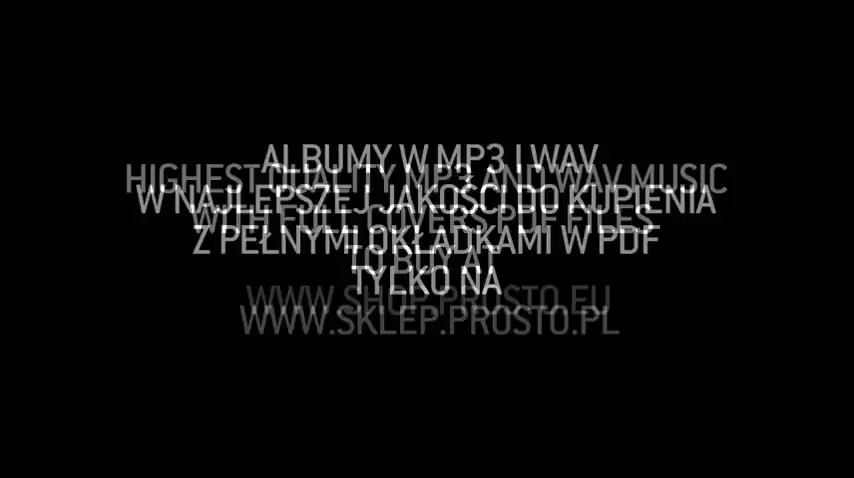 ALBUMY W MP3 I WAV
HIGHEST QUALITY MP3 AND WAV MUSIC
W NAJLEPSZEJ JAKOŚCI DO KUPIENIA
WITH FULL COVERS PDF FILES
Z PEŁNYMI OKŁADKAMI W PDF
TO BUY AT
TYLKO NA
WWW.SHOP.PROSTO.EU
WWW.SKLEP.PROSTO.PL